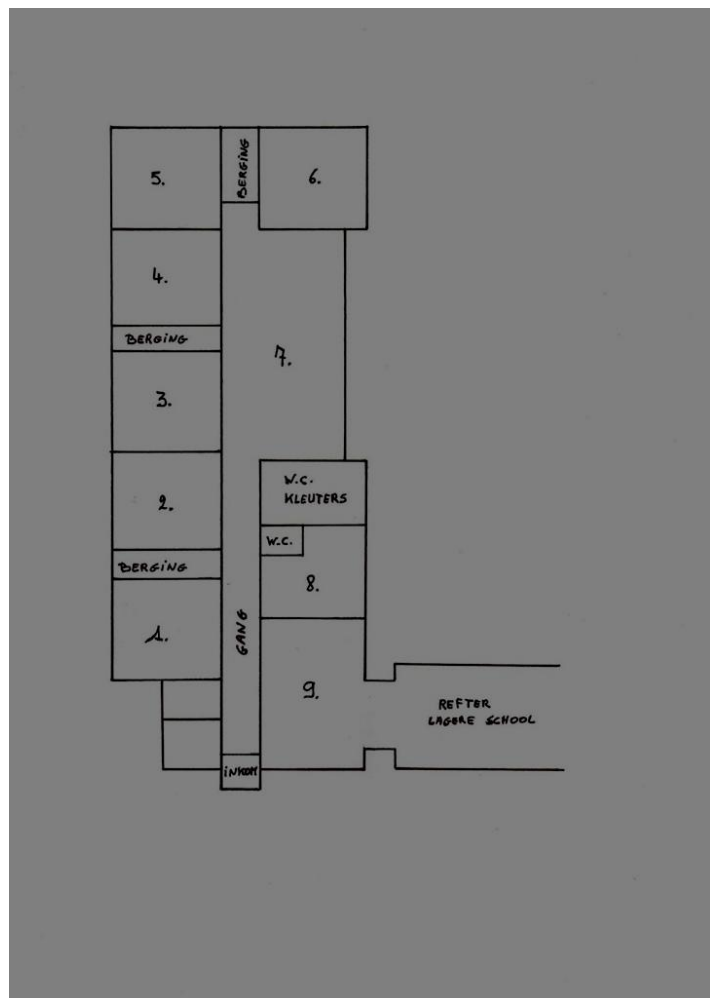 5.
BERGING
6.
4.
BERGING
7.
3.
W.C.
KLEUTERS
2.
W.C.
BERGING
8.
1.
GANG
9.
REFTER
LAGERE SCHOOL
INKOM